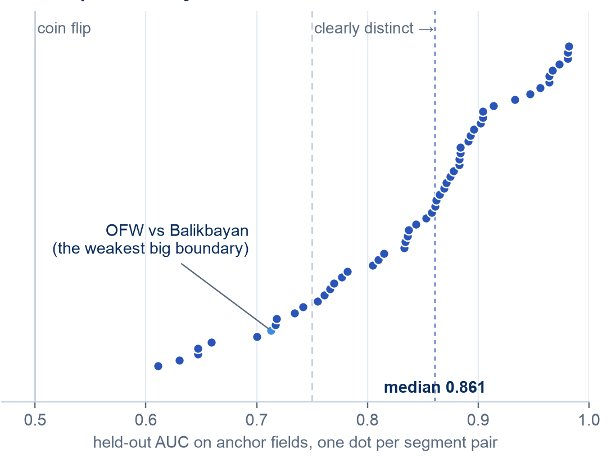 coin flip
clearly distinct →
OFW vs Balikbayan
(the weakest big boundary)
median 0.861
0.5 0.6 0.7 0.8 0.9 1.0
held-out AUC on anchor fields, one dot per segment pair